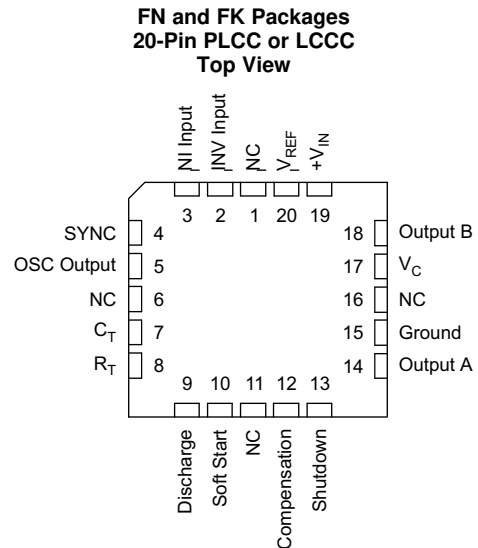 FN and FK Packages
20-Pin PLCC or LCCC
Top View
NI Input
INV Input
NC
VREF
+VIN
3 2 1 20 19
SYNC 4
OSC Output 5
NC 6
CT 7
RT 8
18 Output B
17 VC
16 NC
15 Ground
14 Output A
9 10 11 12 13
Discharge
Soft Start
NC
Compensation
Shutdown